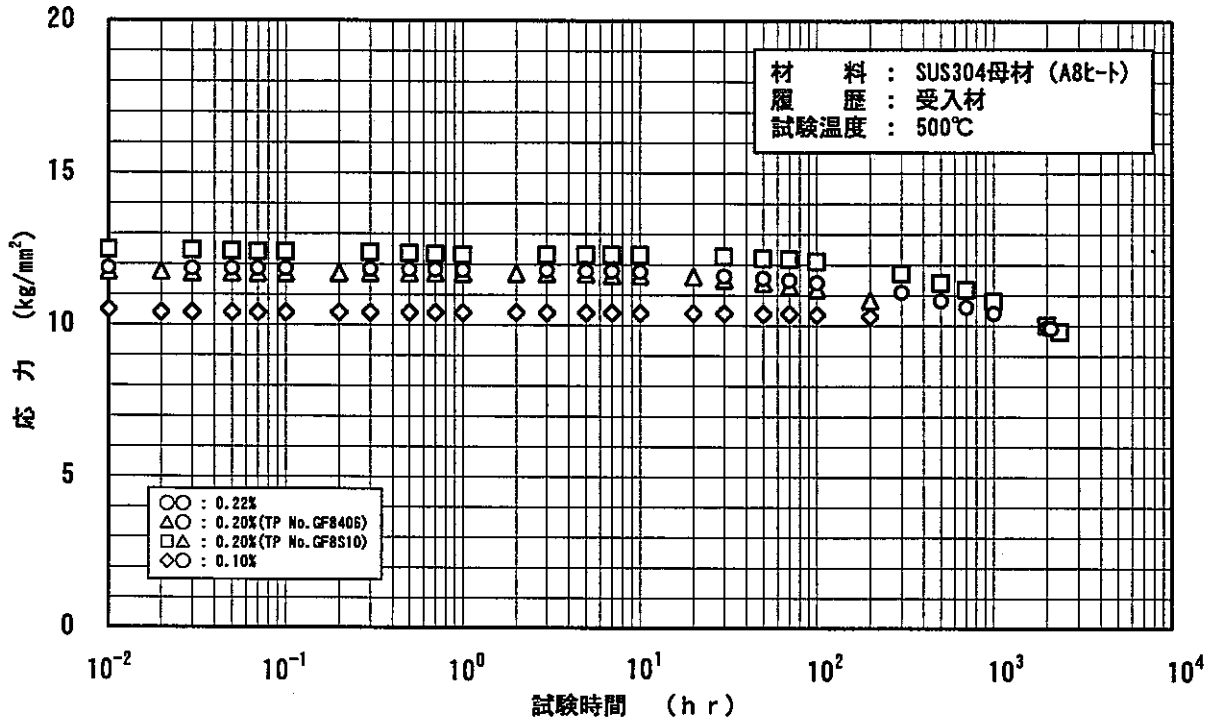 20
15
10
5
0
応 力 (kg/mm²)
材 料 : SUS304母材 (A8ﾋｰﾄ)
履 歴 : 受入材
試験温度 : 500℃
○○ : 0.22%
△○ : 0.20%(TP No.GF8406)
□△ : 0.20%(TP No.GF8S10)
◇○ : 0.10%
10⁻² 10⁻¹ 10⁰ 10¹ 10² 10³ 10⁴
試験時間 (hr)